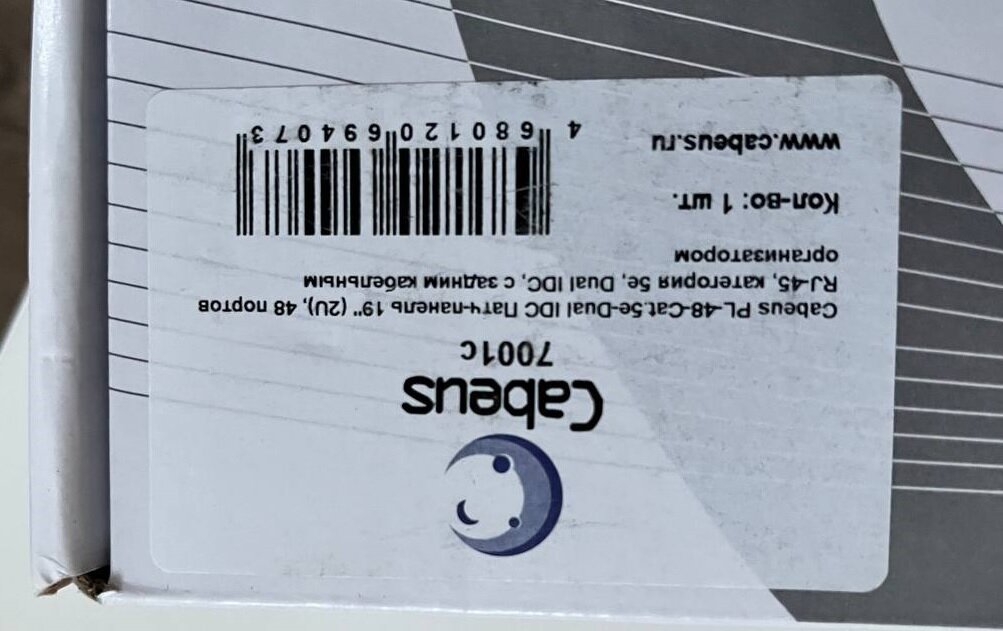 Cabeus
7001c
Cabeus PL-48-Cat.5e-Dual IDC Патч-панель 19" (2U), 48 портов
RJ-45, категория 5e, Dual IDC, с задним кабельным
организатором
Кол-во: 1 шт.
www.cabeus.ru
4 680120 694073